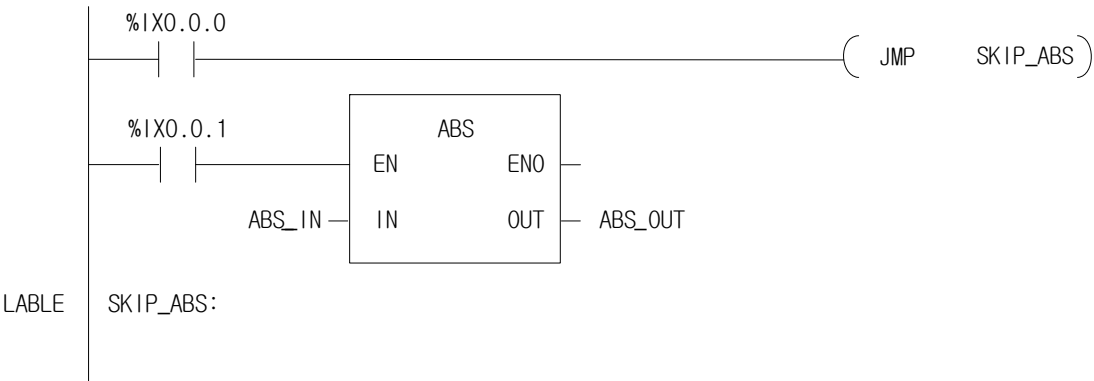 %IX0.0.0
JMP SKIP_ABS
%IX0.0.1
ABS
EN ENO
ABS_IN IN OUT ABS_OUT
LABLE SKIP_ABS: